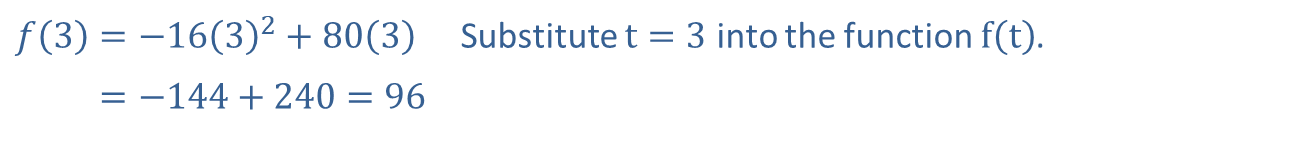 f(3) = −16(3)² + 80(3) Substitute t = 3 into the function f(t).
= −144 + 240 = 96